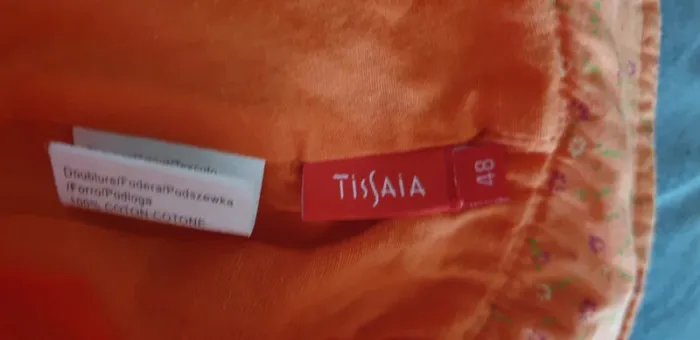 Doublure/Fodera/Podszewka
/Forro/Podloga
100% COTON COTONE
TISSAIA
48